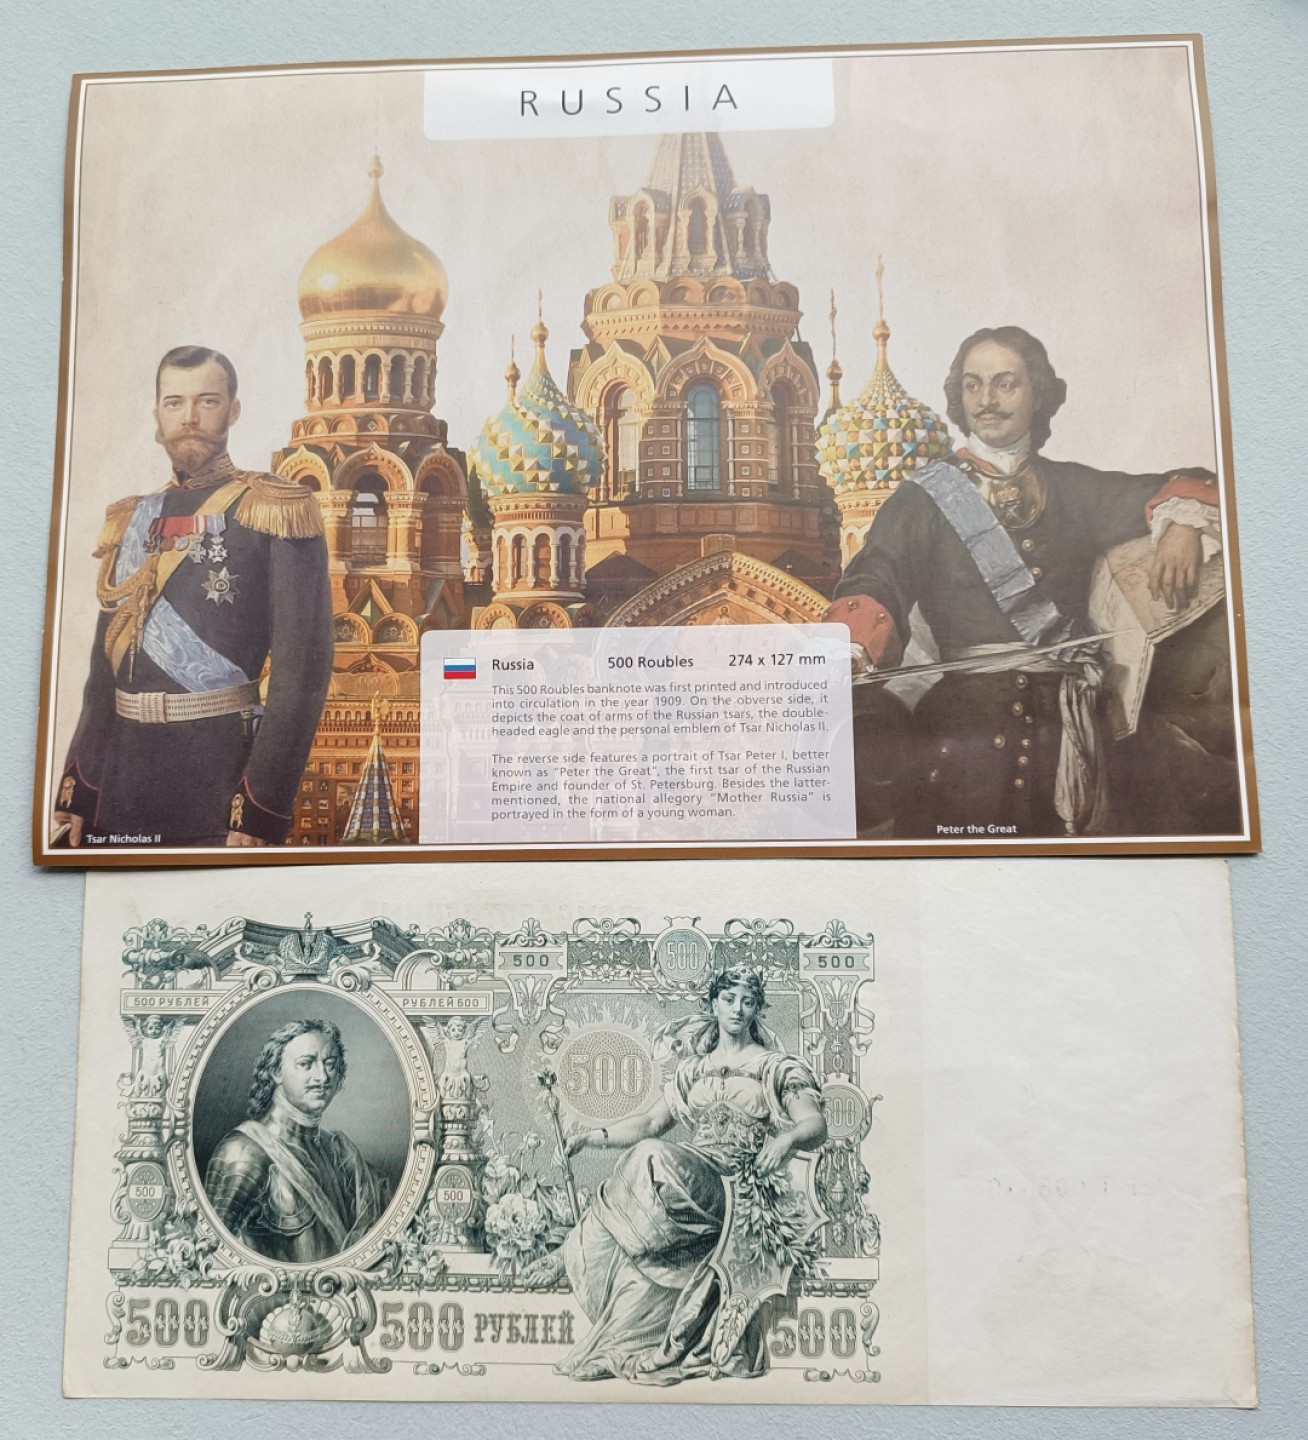 RUSSIA
Russia 500 Roubles 274 x 127 mm
This 500 Roubles banknote was first printed and introduced
into circulation in the year 1909. On the obverse side, it
depicts the coat of arms of the Russian tsars, the double-
headed eagle and the personal emblem of Tsar Nicholas II.
The reverse side features a portrait of Tsar Peter I, better
known as "Peter the Great", the first tsar of the Russian
Empire and founder of St. Petersburg. Besides the latter-
mentioned, the national allegory "Mother Russia" is
portrayed in the form of a young woman.
Tsar Nicholas II
Peter the Great
500 500 500
500 РУБЛЕЙ РУБЛЕЙ 500
500
500
500 500
500 500 РУБЛЕЙ 500